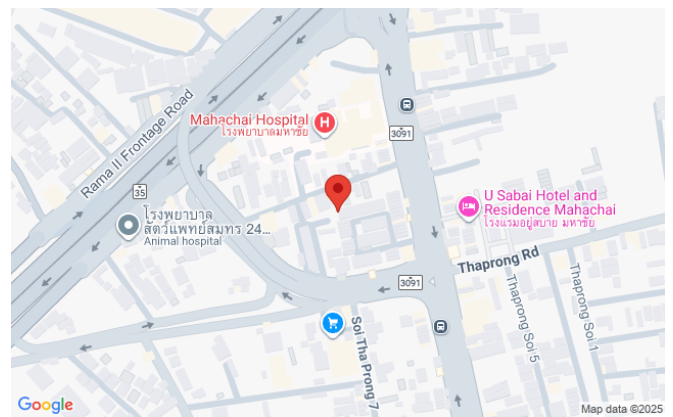 Rama II Frontage Road
35
Mahachai Hospital
โรงพยาบาลมหาชัย
H
3091
โรงพยาบาล
สัตว์แพทย์สมุทร 24...
Animal hospital
U Sabai Hotel and
Residence Mahachai
โรงแรมอยู่สบาย มหาชัย
Thaprong Rd
3091
Soi Tha Prong 7
Thaprong Soi 5
Thaprong Soi 1
Google
Map data ©2025